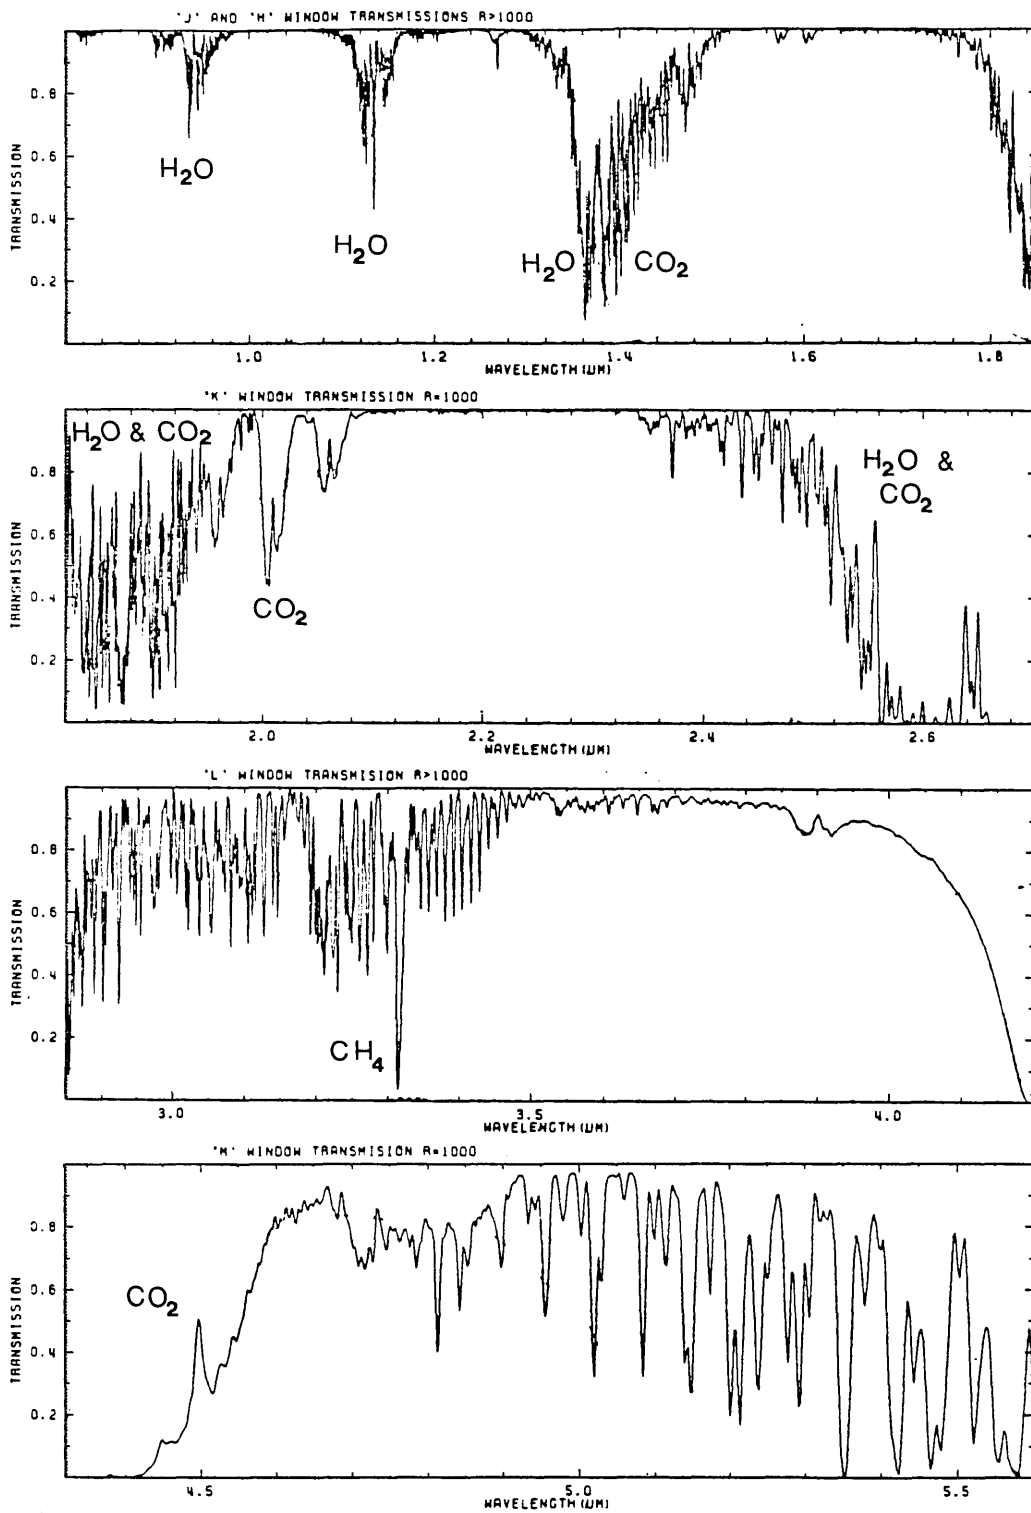 'J' AND 'H' WINDOW TRANSMISSIONS R>1000
TRANSMISSION
0.8
0.6
0.4
0.2
H2O
H2O
H2O
CO2
1.0
1.2
1.4
1.6
1.8
WAVELENGTH(UM)
'K' WINDOW TRANSMISSION R=1000
TRANSMISSION
0.8
0.6
0.4
0.2
H2O & CO2
CO2
H2O &
CO2
2.0
2.2
2.4
2.6
WAVELENGTH(UM)
'L' WINDOW TRANSMISION R>1000
TRANSMISSION
0.8
0.6
0.4
0.2
CH4
3.0
3.5
4.0
WAVELENGTH(UM)
'M' WINDOW TRANSMISION R=1000
TRANSMISSION
0.8
0.6
0.4
0.2
CO2
4.5
5.0
5.5
WAVELENGTH(UM)